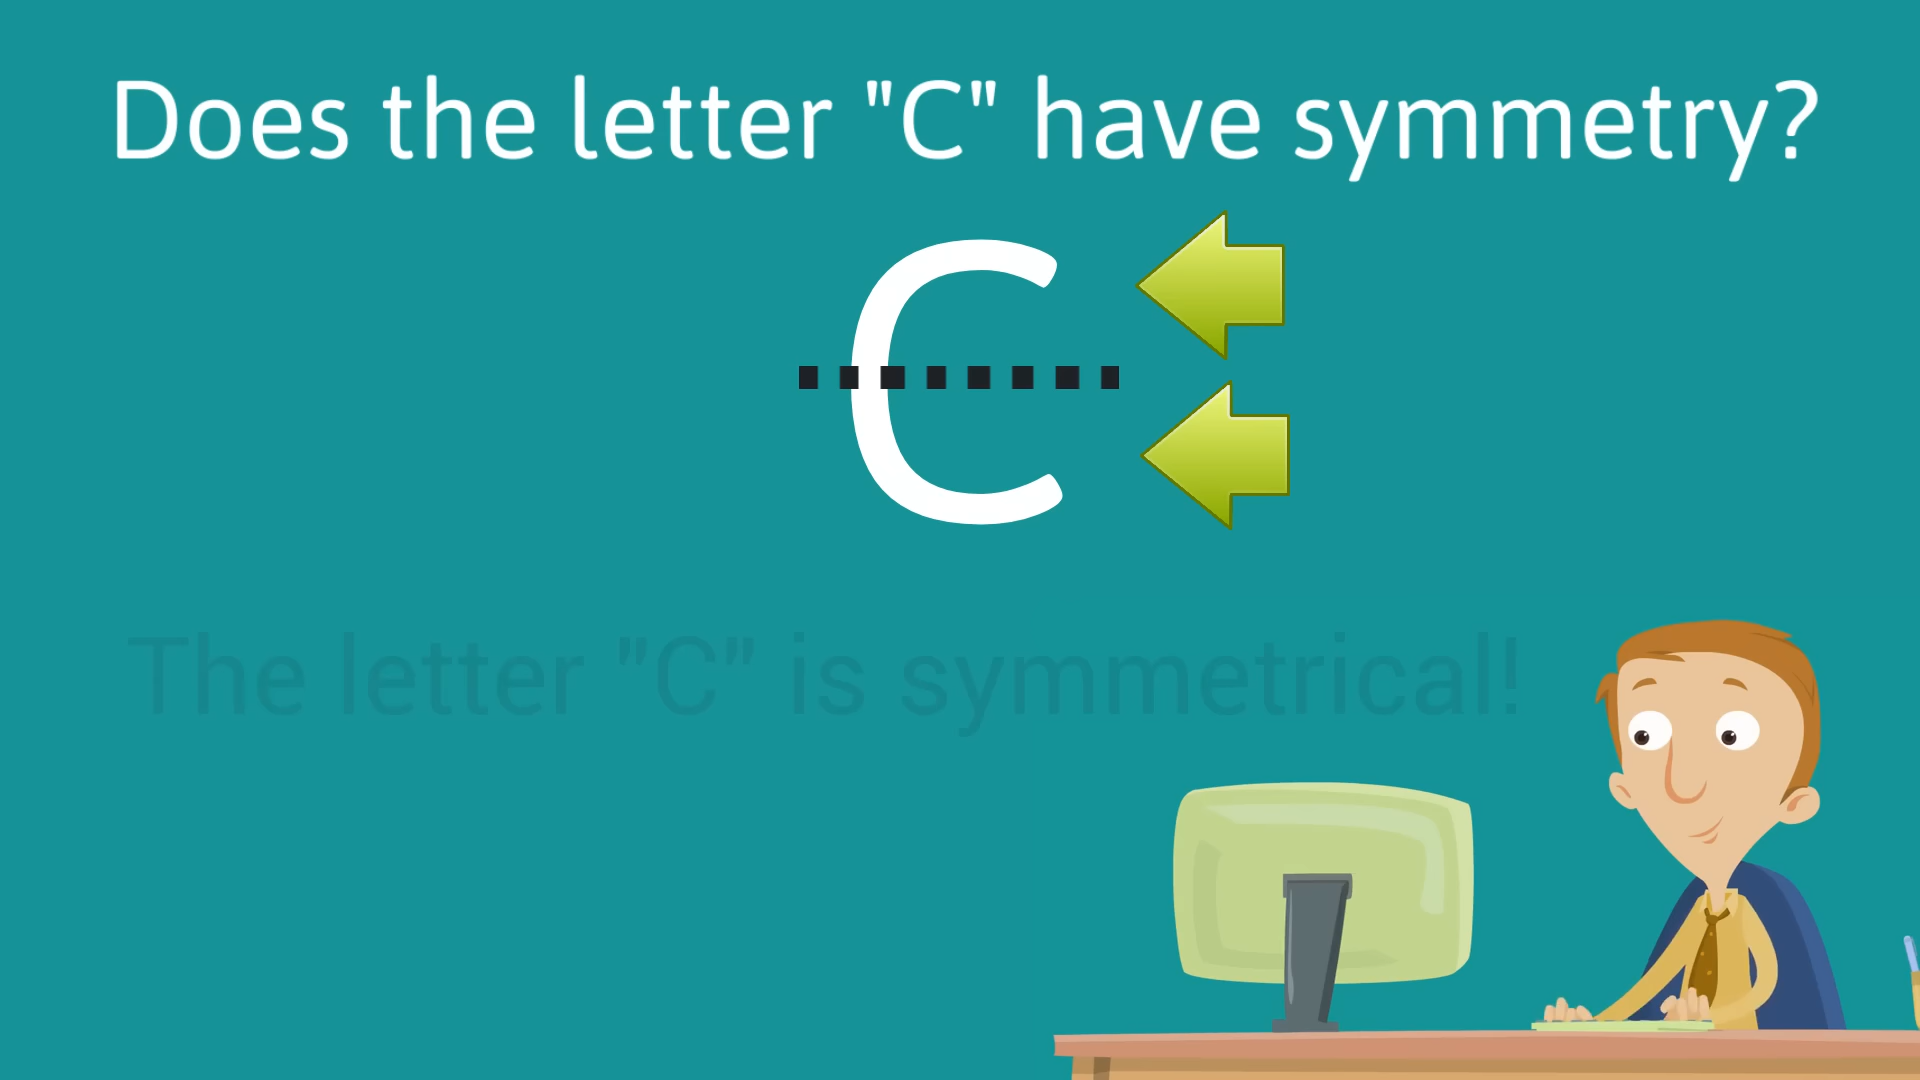 Does the letter "C" have symmetry?
C
The letter "C" is symmetrical!